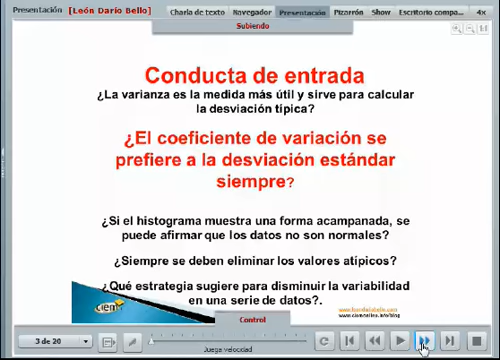 Presentación [León Darío Bello] Charla de texto Navegador Presentación Pizarrón Show Escritorio compa... 4x
Subiendo
Conducta de entrada
¿La varianza es la medida más útil y sirve para calcular
la desviación típica?
¿El coeficiente de variación se
prefiere a la desviación estándar
siempre?
¿Si el histograma muestra una forma acampanada, se
puede afirmar que los datos no son normales?
¿Siempre se deben eliminar los valores atípicos?
¿Qué estrategia sugiere para disminuir la variabilidad
en una serie de datos?.
cien
Control
3 de 20
Juega velocidad